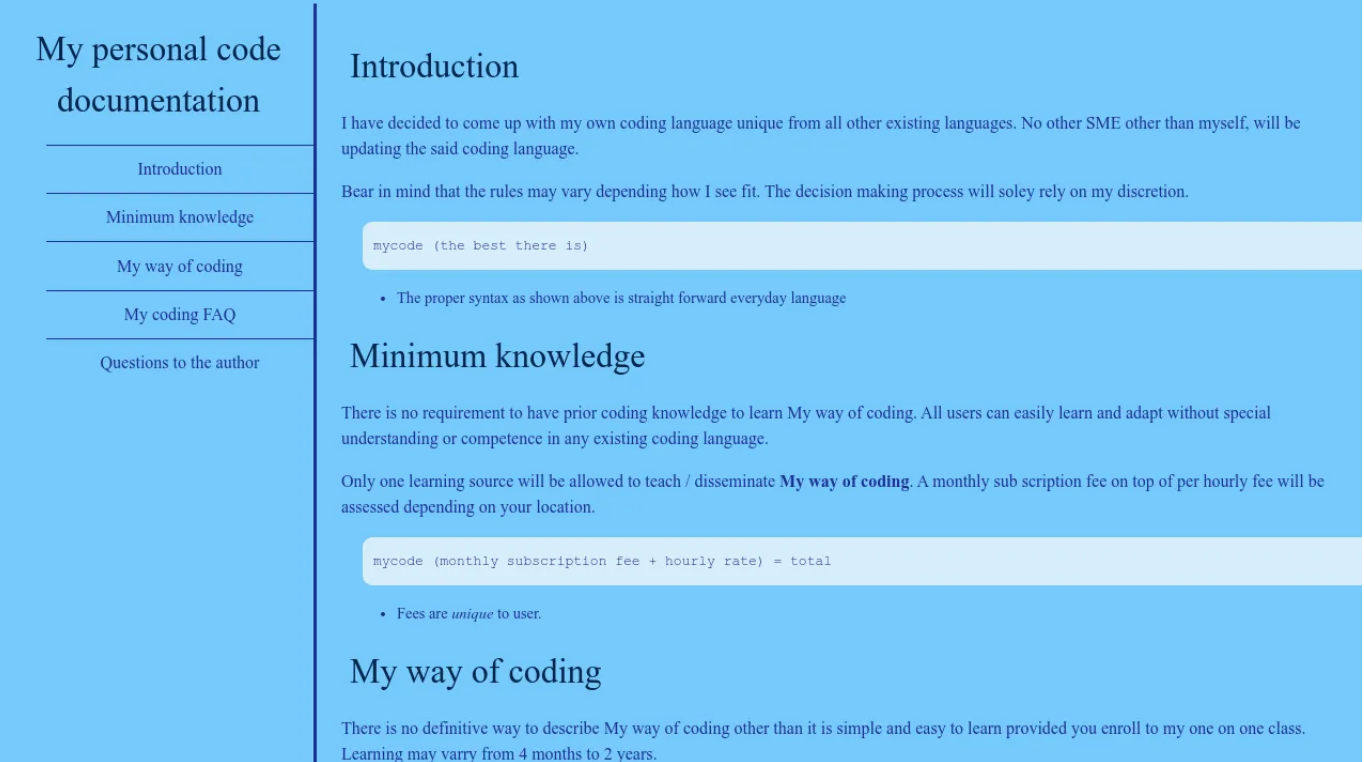 My personal code
documentation
Introduction
Minimum knowledge
My way of coding
My coding FAQ
Questions to the author
Introduction
I have decided to come up with my own coding language unique from all other existing languages. No other SME other than myself, will be
updating the said coding language.
Bear in mind that the rules may vary depending how I see fit. The decision making process will soley rely on my discretion.
mycode (the best there is)
• The proper syntax as shown above is straight forward everyday language
Minimum knowledge
There is no requirement to have prior coding knowledge to learn My way of coding. All users can easily learn and adapt without special
understanding or competence in any existing coding language.
Only one learning source will be allowed to teach / disseminate My way of coding. A monthly sub scription fee on top of per hourly fee will be
assessed depending on your location.
mycode (monthly subscription fee + hourly rate) = total
• Fees are unique to user.
My way of coding
There is no definitive way to describe My way of coding other than it is simple and easy to learn provided you enroll to my one on one class.
Learning may varry from 4 months to 2 years.